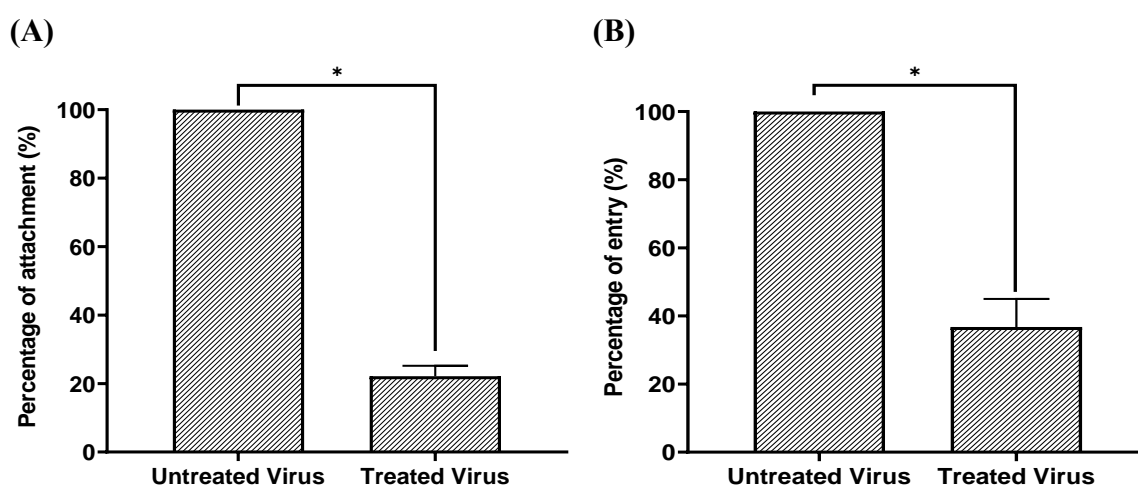 (A)
*
Percentage of attachment (%)
100
80
60
40
20
0
Untreated Virus
Treated Virus
(B)
*
Percentage of entry (%)
100
80
60
40
20
0
Untreated Virus
Treated Virus